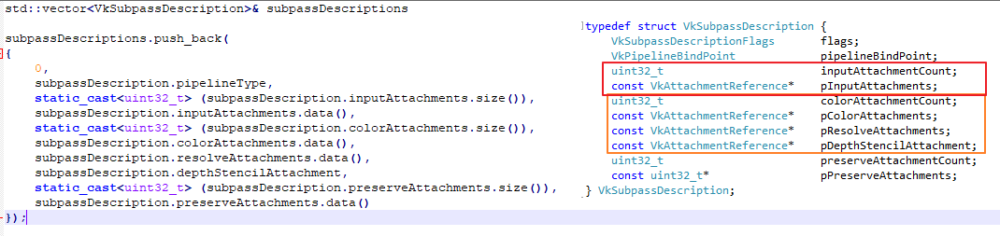 std::vector<VkSubpassDescription>& subpassDescriptions
subpassDescriptions.push_back(
{
0,
subpassDescription.pipelineType,
static_cast<uint32_t> (subpassDescription.inputAttachments.size()),
subpassDescription.inputAttachments.data(),
static_cast<uint32_t> (subpassDescription.colorAttachments.size()),
subpassDescription.colorAttachments.data(),
subpassDescription.resolveAttachments.data(),
subpassDescription.depthStencilAttachment,
static_cast<uint32_t> (subpassDescription.preserveAttachments.size()),
subpassDescription.preserveAttachments.data()
});
typedef struct VkSubpassDescription {
VkSubpassDescriptionFlags flags;
VkPipelineBindPoint pipelineBindPoint;
uint32_t inputAttachmentCount;
const VkAttachmentReference* pInputAttachments;
uint32_t colorAttachmentCount;
const VkAttachmentReference* pColorAttachments;
const VkAttachmentReference* pResolveAttachments;
const VkAttachmentReference* pDepthStencilAttachment;
uint32_t preserveAttachmentCount;
const uint32_t* pPreserveAttachments;
} VkSubpassDescription;